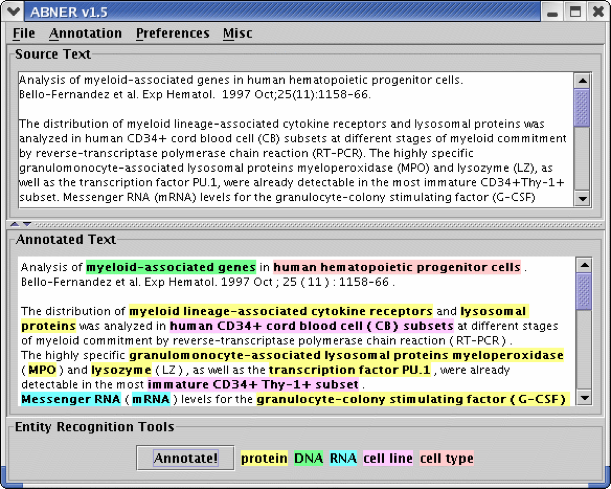 ABNER v1.5
File Annotation Preferences Misc
Source Text
Analysis of myeloid-associated genes in human hematopoietic progenitor cells.
Bello-Fernandez et al. Exp Hematol. 1997 Oct;25(11):1158-66.
The distribution of myeloid lineage-associated cytokine receptors and lysosomal proteins was
analyzed in human CD34+ cord blood cell (CB) subsets at different stages of myeloid commitment
by reverse-transcriptase polymerase chain reaction (RT-PCR). The highly specific
granulomonocyte-associated lysosomal proteins myeloperoxidase (MPO) and lysozyme (LZ), as
well as the transcription factor PU.1, were already detectable in the most immature CD34+Thy-1+
subset. Messenger RNA (mRNA) levels for the granulocyte-colony stimulating factor (G-CSF)
Annotated Text
Analysis of myeloid-associated genes in human hematopoietic progenitor cells .
Bello-Fernandez et al. Exp Hematol. 1997 Oct ; 25 ( 11 ) : 1158-66 .
The distribution of myeloid lineage-associated cytokine receptors and lysosomal
proteins was analyzed in human CD34+ cord blood cell ( CB ) subsets at different stages
of myeloid commitment by reverse-transcriptase polymerase chain reaction ( RT-PCR ) .
The highly specific granulomonocyte-associated lysosomal proteins myeloperoxidase
( MPO ) and lysozyme ( LZ ) , as well as the transcription factor PU.1 , were already
detectable in the most immature CD34+ Thy-1+ subset .
Messenger RNA ( mRNA ) levels for the granulocyte-colony stimulating factor ( G-CSF )
Entity Recognition Tools
Annotate! protein DNA RNA cell line cell type